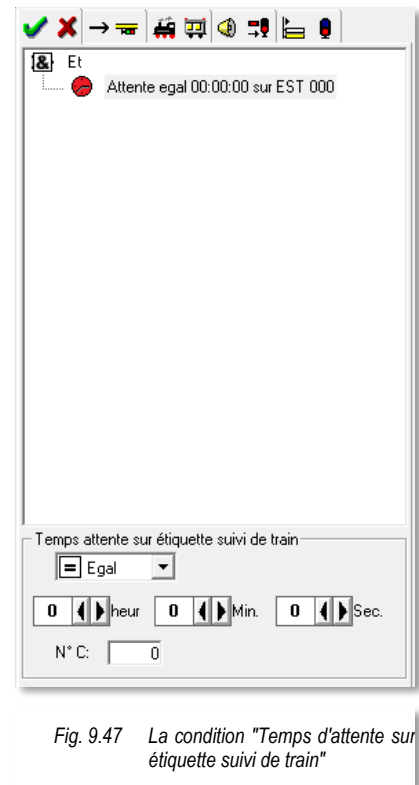 & Et
Attente egal 00:00:00 sur EST 000
Temps attente sur étiquette suivi de train
= Egal
0 heur 0 Min. 0 Sec.
N° C: 0
Fig. 9.47 La condition "Temps d'attente sur
étiquette suivi de train"